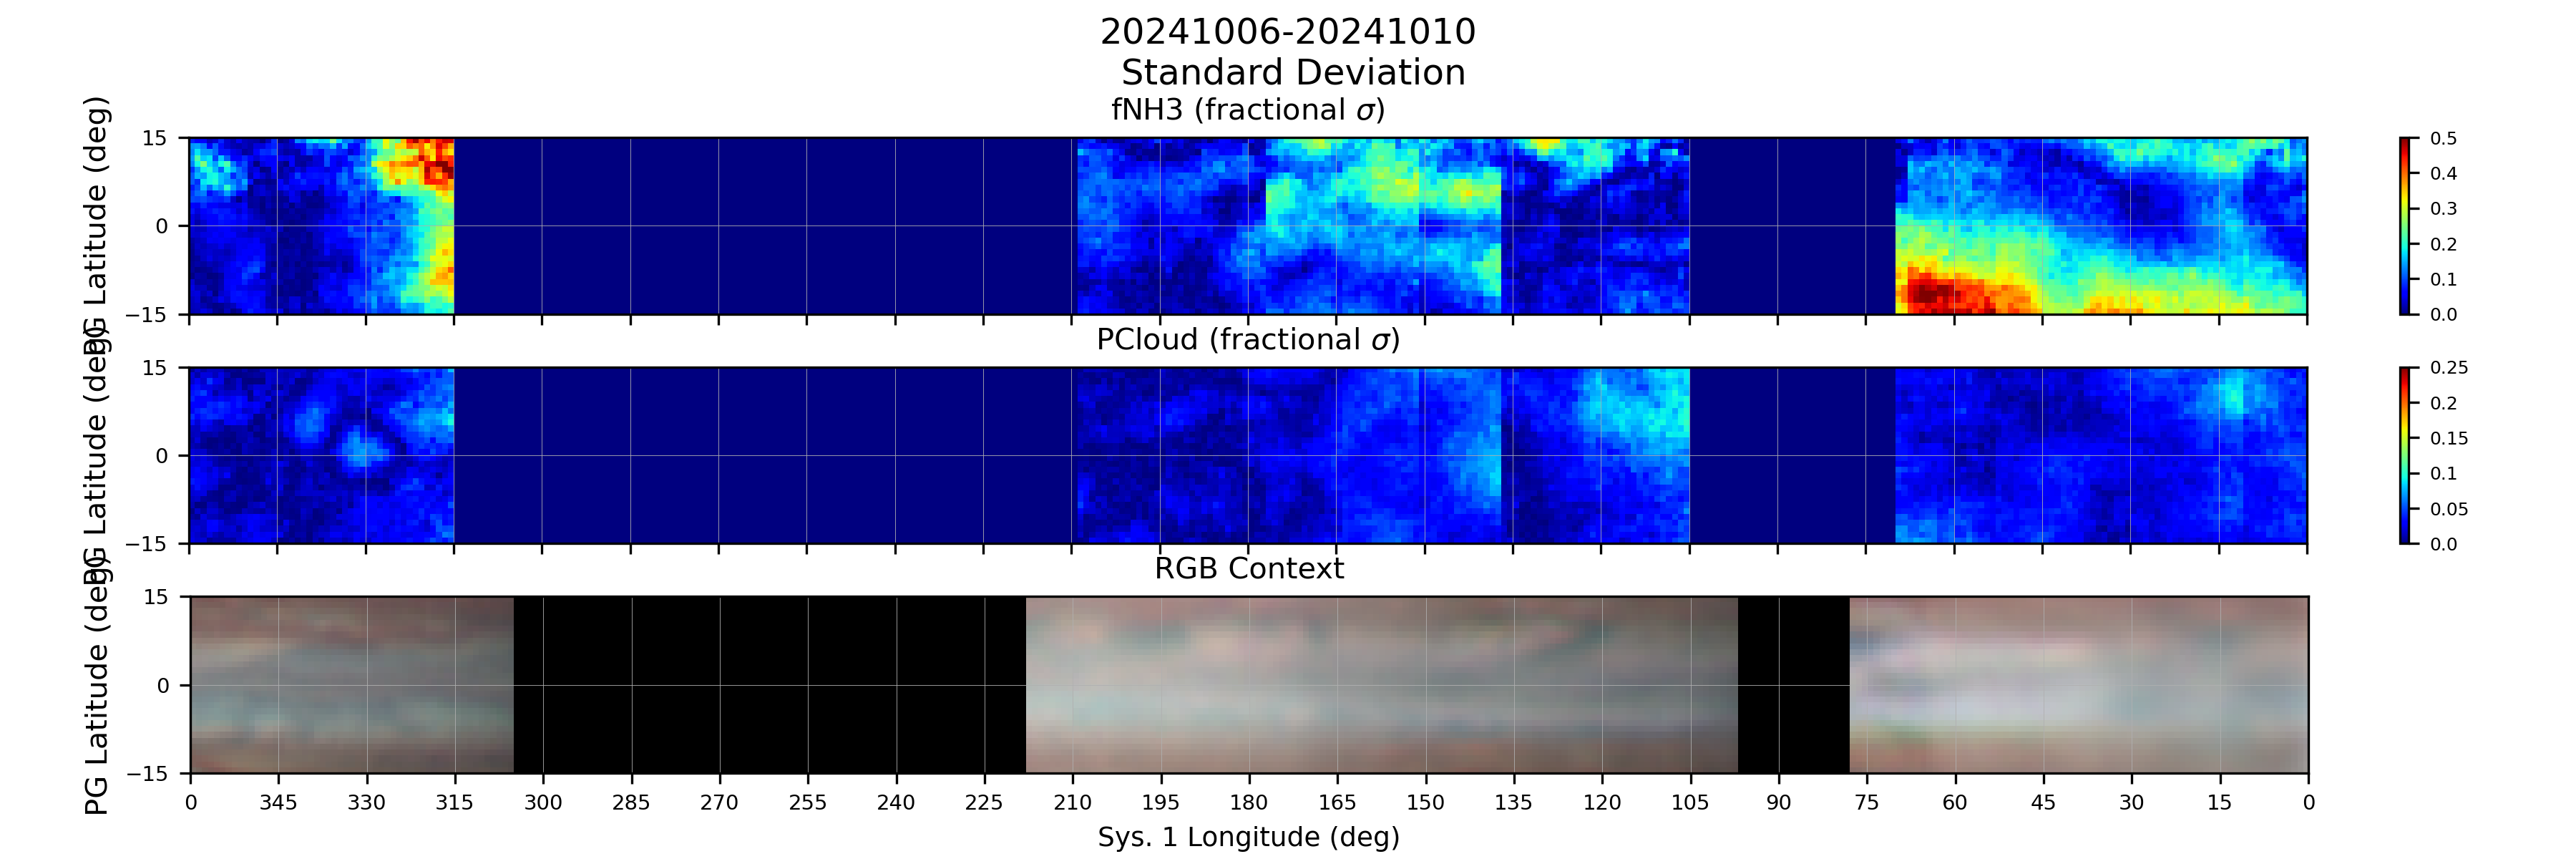 20241006-20241010
Standard Deviation
fNH3 (fractional σ)
PG Latitude (deg)
15
0
−15
0.5
0.4
0.3
0.2
0.1
0.0
PCloud (fractional σ)
PG Latitude (deg)
15
0
−15
0.25
0.2
0.15
0.1
0.05
0.0
RGB Context
PG Latitude (deg)
15
0
−15
0 345 330 315 300 285 270 255 240 225 210 195 180 165 150 135 120 105 90 75 60 45 30 15 0
Sys. 1 Longitude (deg)